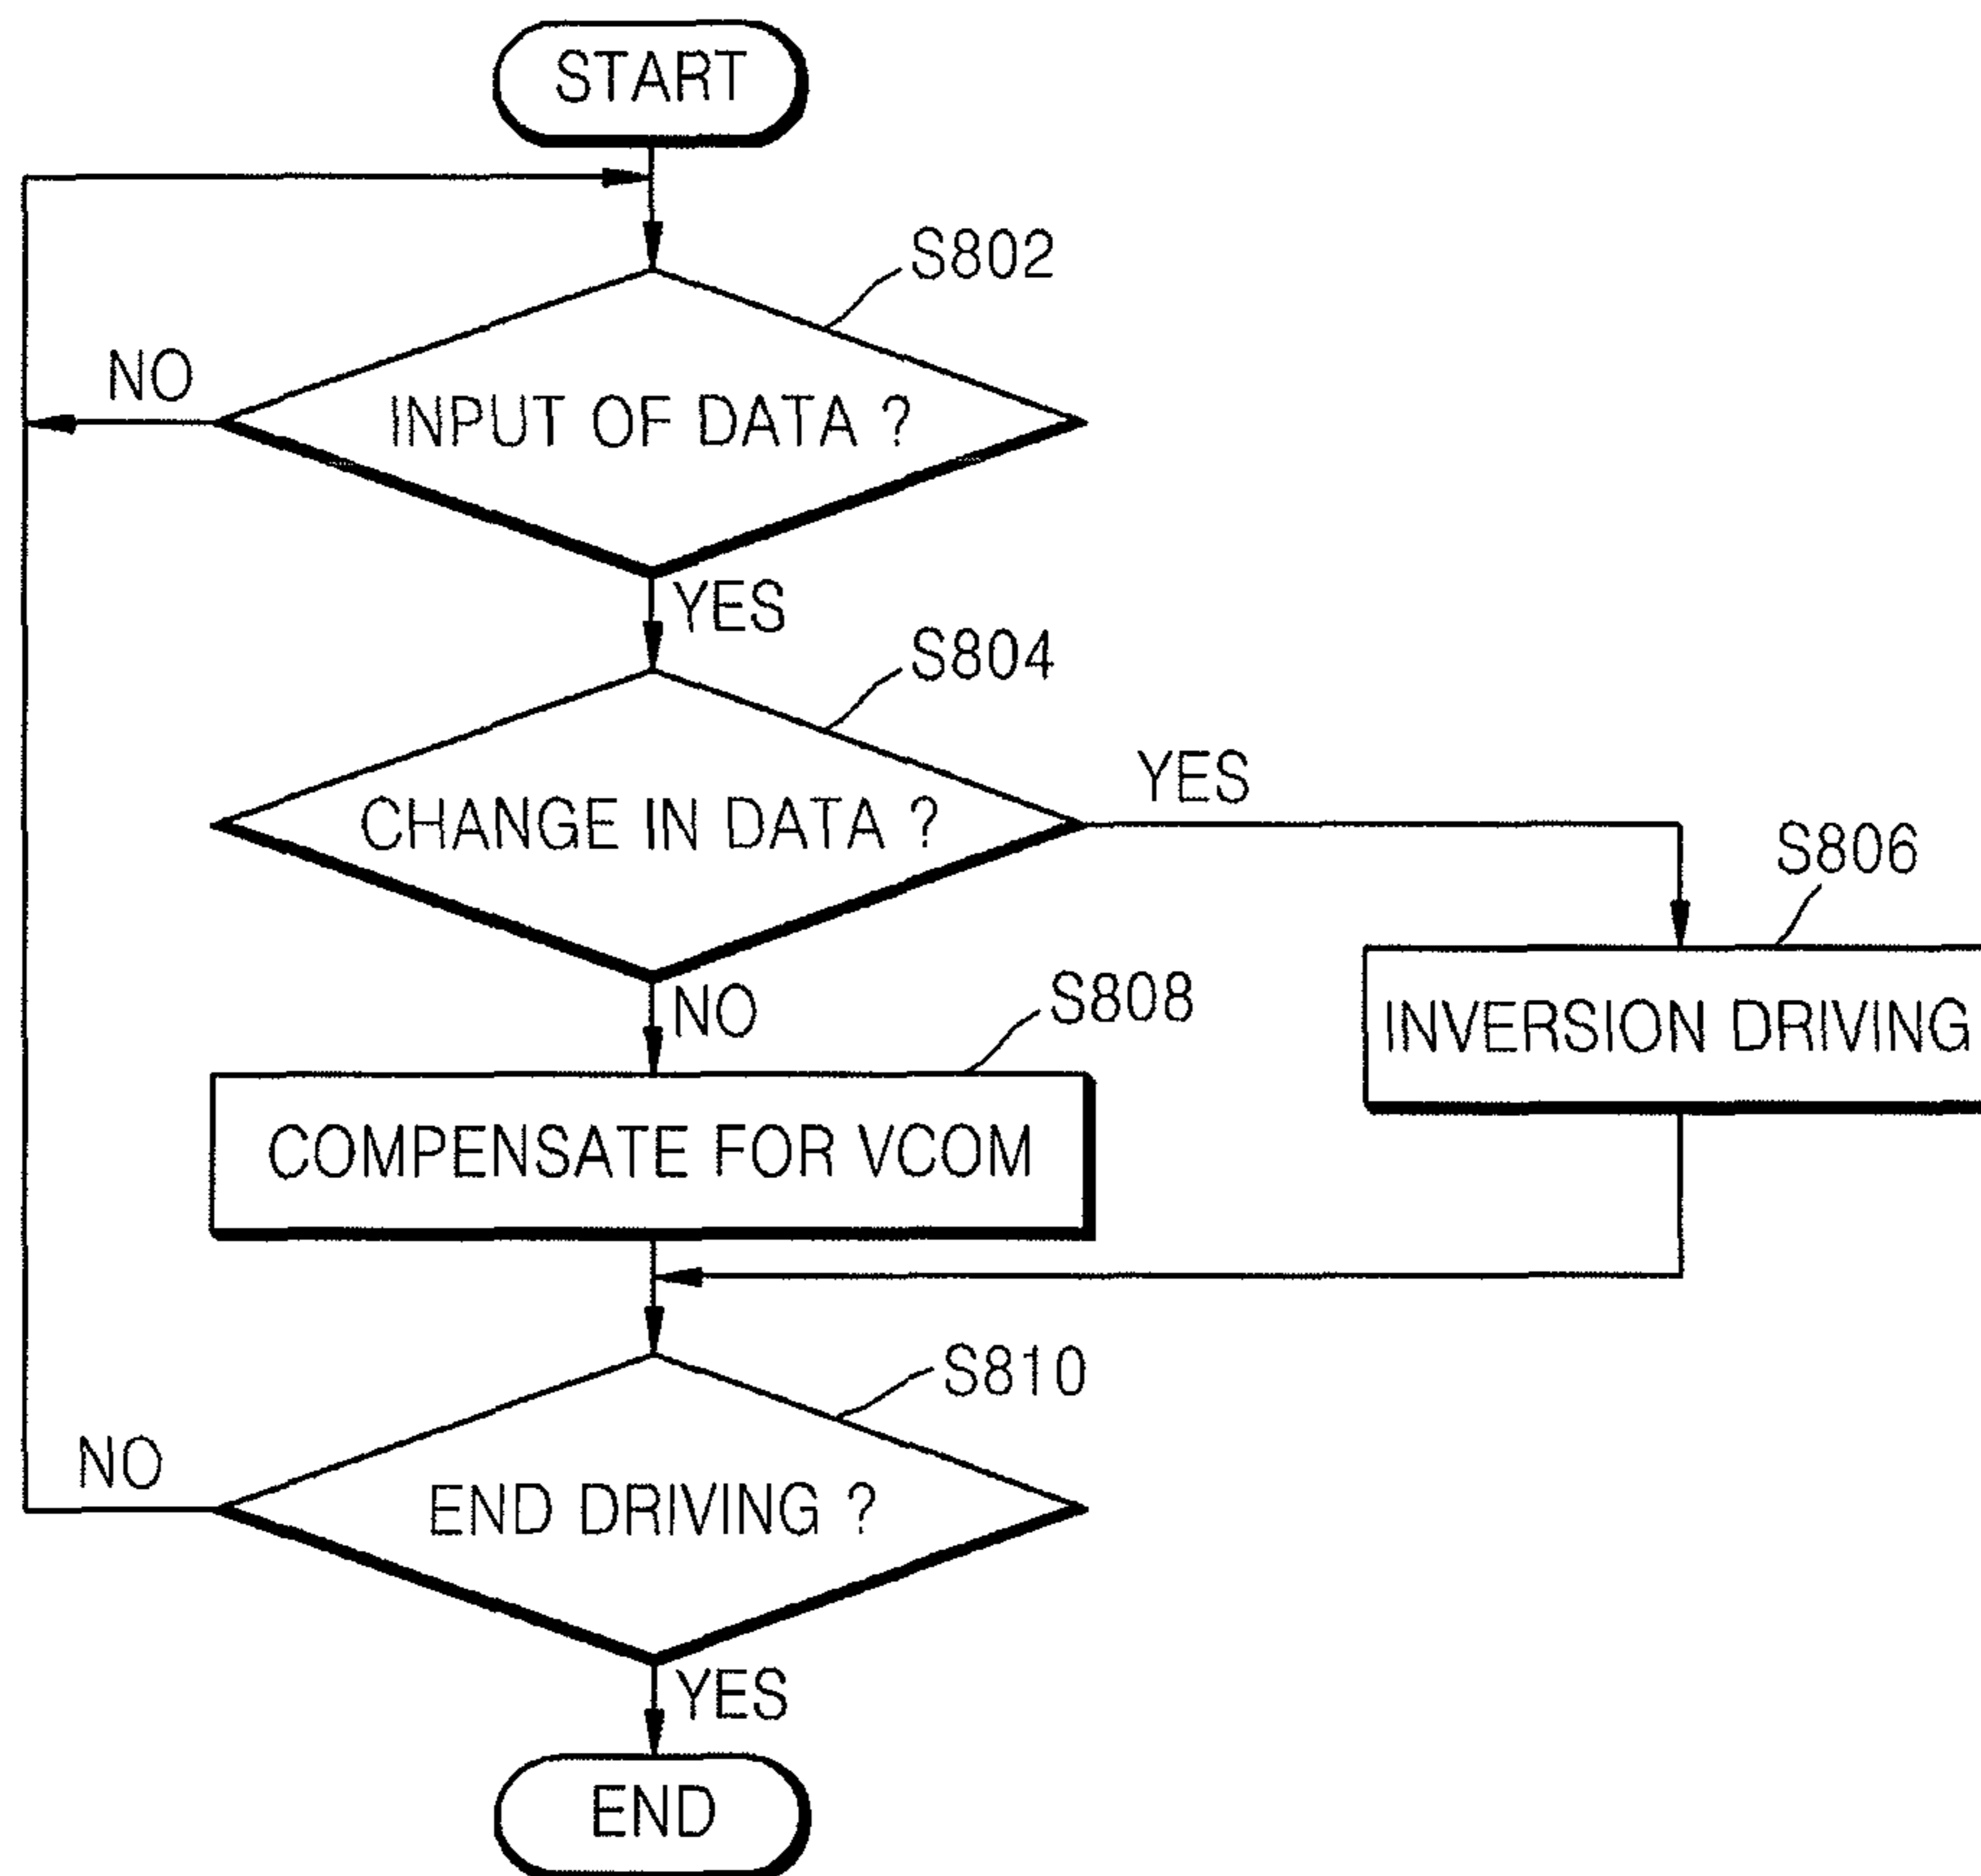 START
S802
NO
INPUT OF DATA ?
YES
S804
CHANGE IN DATA ?
YES
S806
NO
S808
INVERSION DRIVING
COMPENSATE FOR VCOM
S810
NO
END DRIVING ?
YES
END